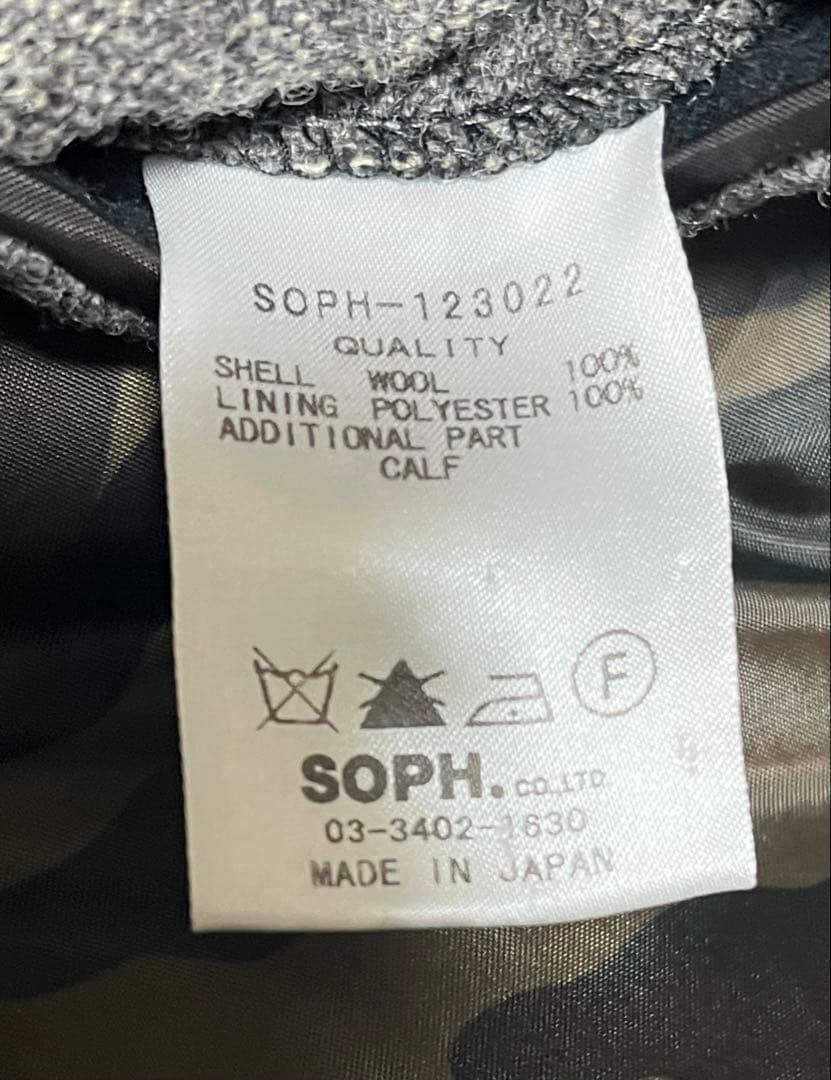 SOPH-123022
QUALITY
SHELL WOOL 100%
LINING POLYESTER 100%
ADDITIONAL PART
CALF
F
SOPH. CO.,LTD.
03-3402-1630
MADE IN JAPAN